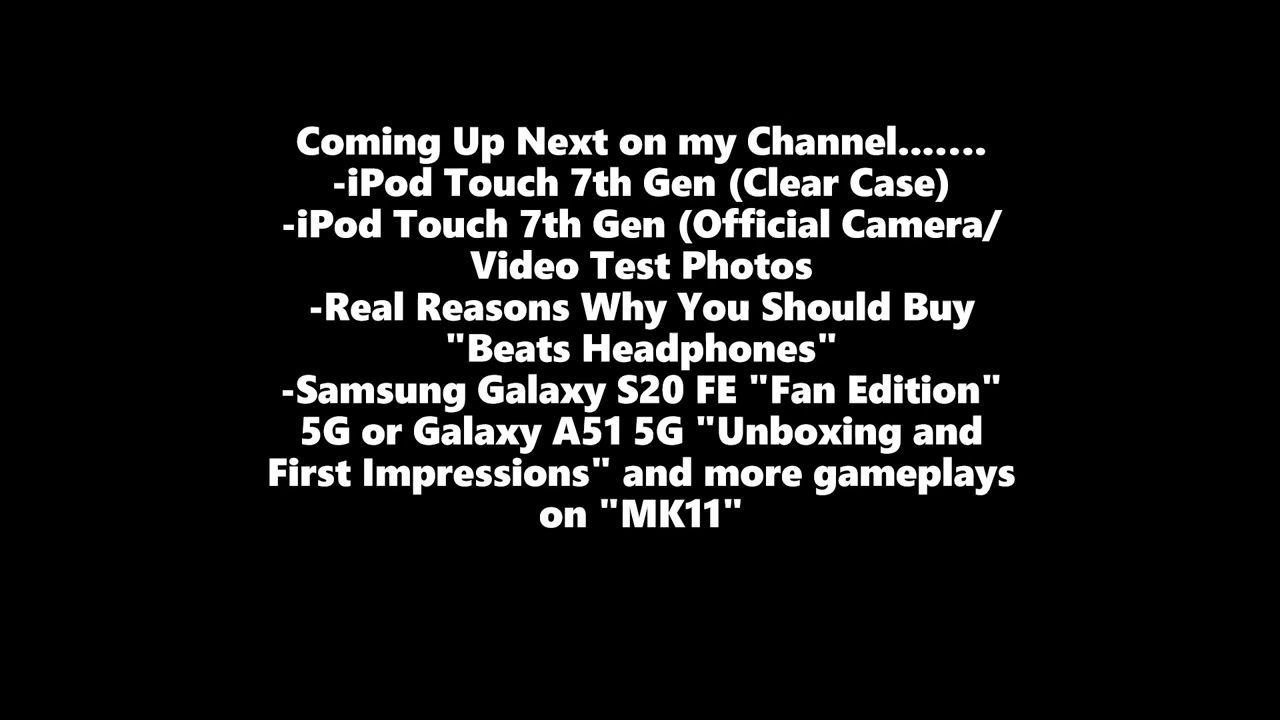 Coming Up Next on my Channel.......
-iPod Touch 7th Gen (Clear Case)
-iPod Touch 7th Gen (Official Camera/
Video Test Photos
-Real Reasons Why You Should Buy
"Beats Headphones"
-Samsung Galaxy S20 FE "Fan Edition"
5G or Galaxy A51 5G "Unboxing and
First Impressions" and more gameplays
on "MK11"